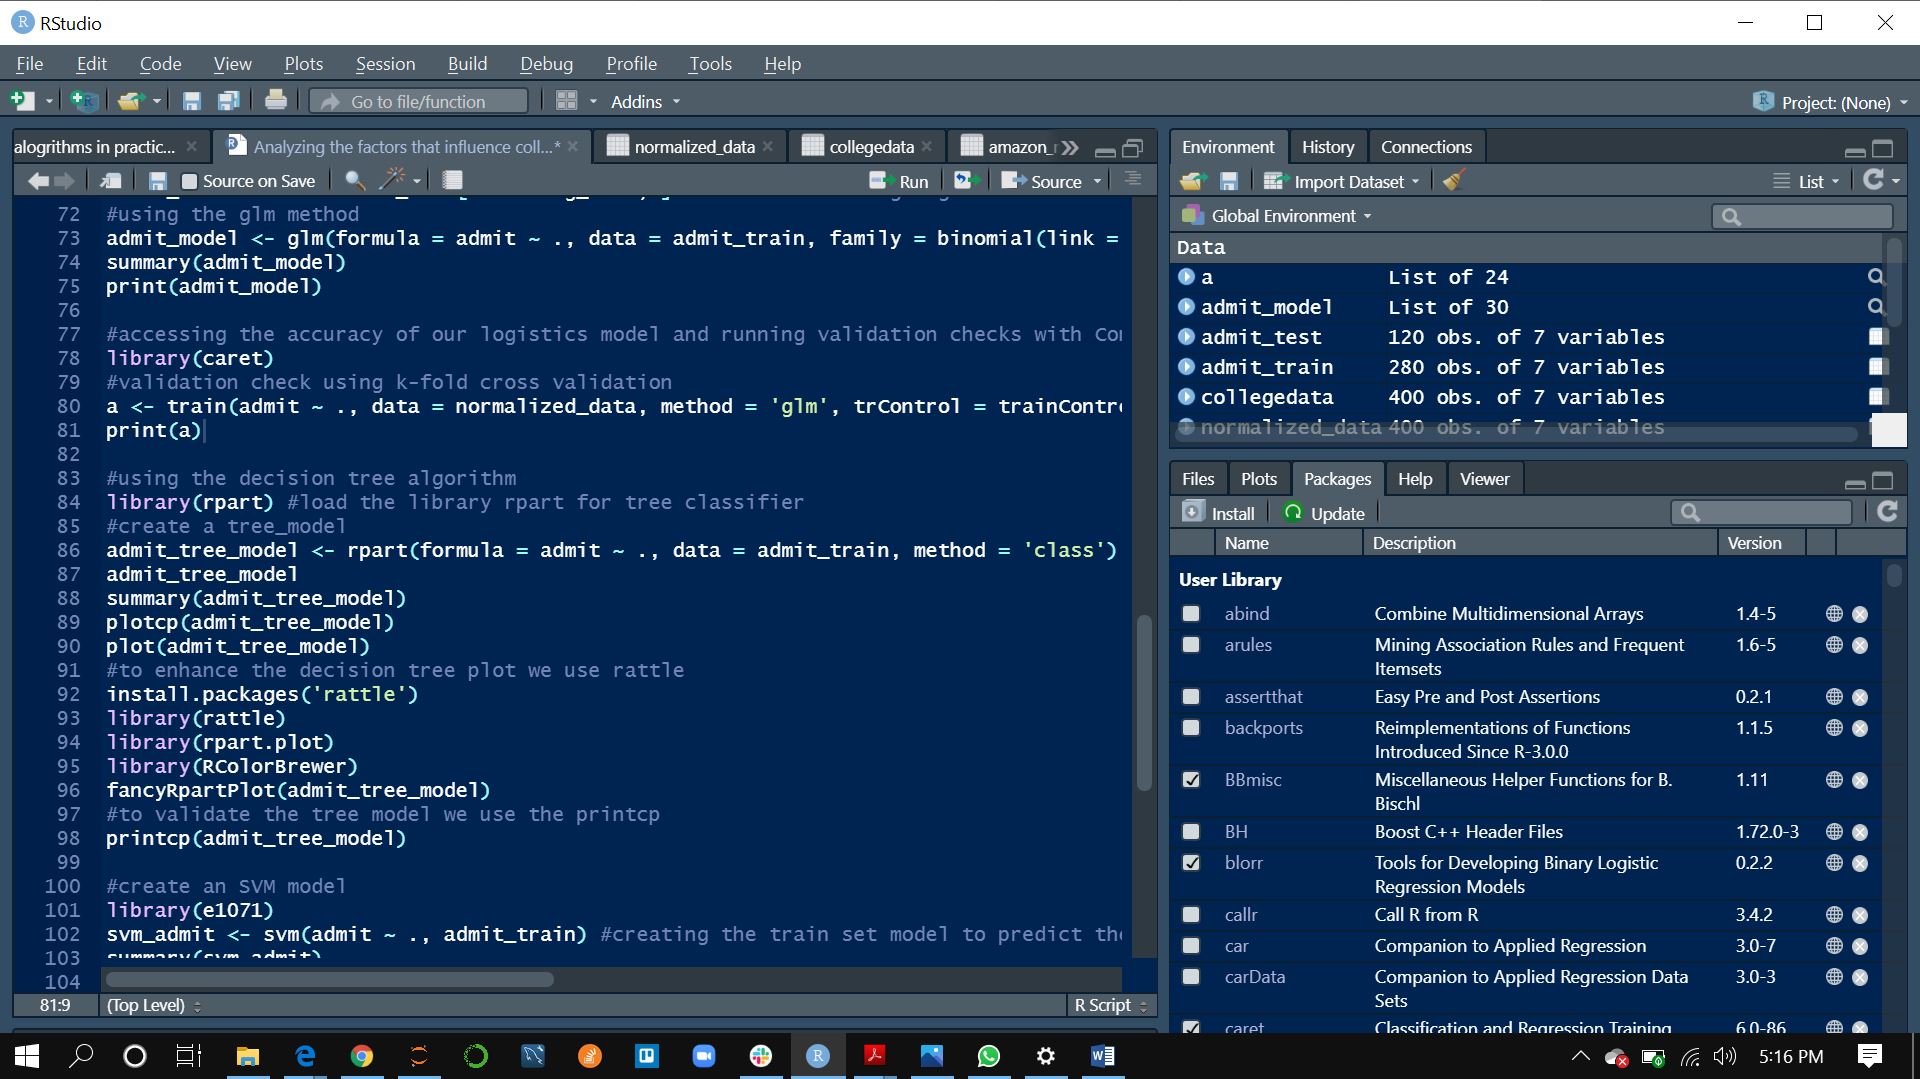 RStudio
File Edit Code View Plots Session Build Debug Profile Tools Help
Go to file/function Addins Project: (None)
alogrithms in practic... Analyzing the factors that influence coll...* normalized_data collegedata amazon_r
Source on Save Run Source
72 #using the glm method
73 admit_model <- glm(formula = admit ~ ., data = admit_train, family = binomial(link =
74 summary(admit_model)
75 print(admit_model)
76
77 #accessing the accuracy of our logistics model and running validation checks with Con
78 library(caret)
79 #validation check using k-fold cross validation
80 a <- train(admit ~ ., data = normalized_data, method = 'glm', trControl = trainContro
81 print(a)
82
83 #using the decision tree algorithm
84 library(rpart) #load the library rpart for tree classifier
85 #create a tree_model
86 admit_tree_model <- rpart(formula = admit ~ ., data = admit_train, method = 'class')
87 admit_tree_model
88 summary(admit_tree_model)
89 plotcp(admit_tree_model)
90 plot(admit_tree_model)
91 #to enhance the decision tree plot we use rattle
92 install.packages('rattle')
93 library(rattle)
94 library(rpart.plot)
95 library(RColorBrewer)
96 fancyRpartPlot(admit_tree_model)
97 #to validate the tree model we use the printcp
98 printcp(admit_tree_model)
99
100 #create an SVM model
101 library(e1071)
102 svm_admit <- svm(admit ~ ., admit_train) #creating the train set model to predict the
103 summary(svm_admit)
104
81:9 (Top Level) R Script
Environment History Connections
Import Dataset List
Global Environment
Data
a List of 24
admit_model List of 30
admit_test 120 obs. of 7 variables
admit_train 280 obs. of 7 variables
collegedata 400 obs. of 7 variables
normalized_data 400 obs. of 7 variables
Files Plots Packages Help Viewer
Install Update
Name Description Version
User Library
abind Combine Multidimensional Arrays 1.4-5
arules Mining Association Rules and Frequent 1.6-5
Itemsets
assertthat Easy Pre and Post Assertions 0.2.1
backports Reimplementations of Functions 1.1.5
Introduced Since R-3.0.0
BBmisc Miscellaneous Helper Functions for B. 1.11
Bischl
BH Boost C++ Header Files 1.72.0-3
blorr Tools for Developing Binary Logistic 0.2.2
Regression Models
callr Call R from R 3.4.2
car Companion to Applied Regression 3.0-7
carData Companion to Applied Regression Data 3.0-3
Sets
caret Classification and Regression Training 6.0-86
5:16 PM